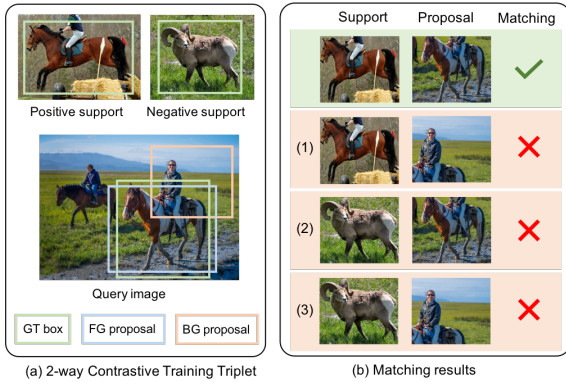 Positive support
Negative support
Query image
GT box
FG proposal
BG proposal
(a) 2-way Contrastive Training Triplet
Support Proposal Matching
(1)
(2)
(3)
(b) Matching results